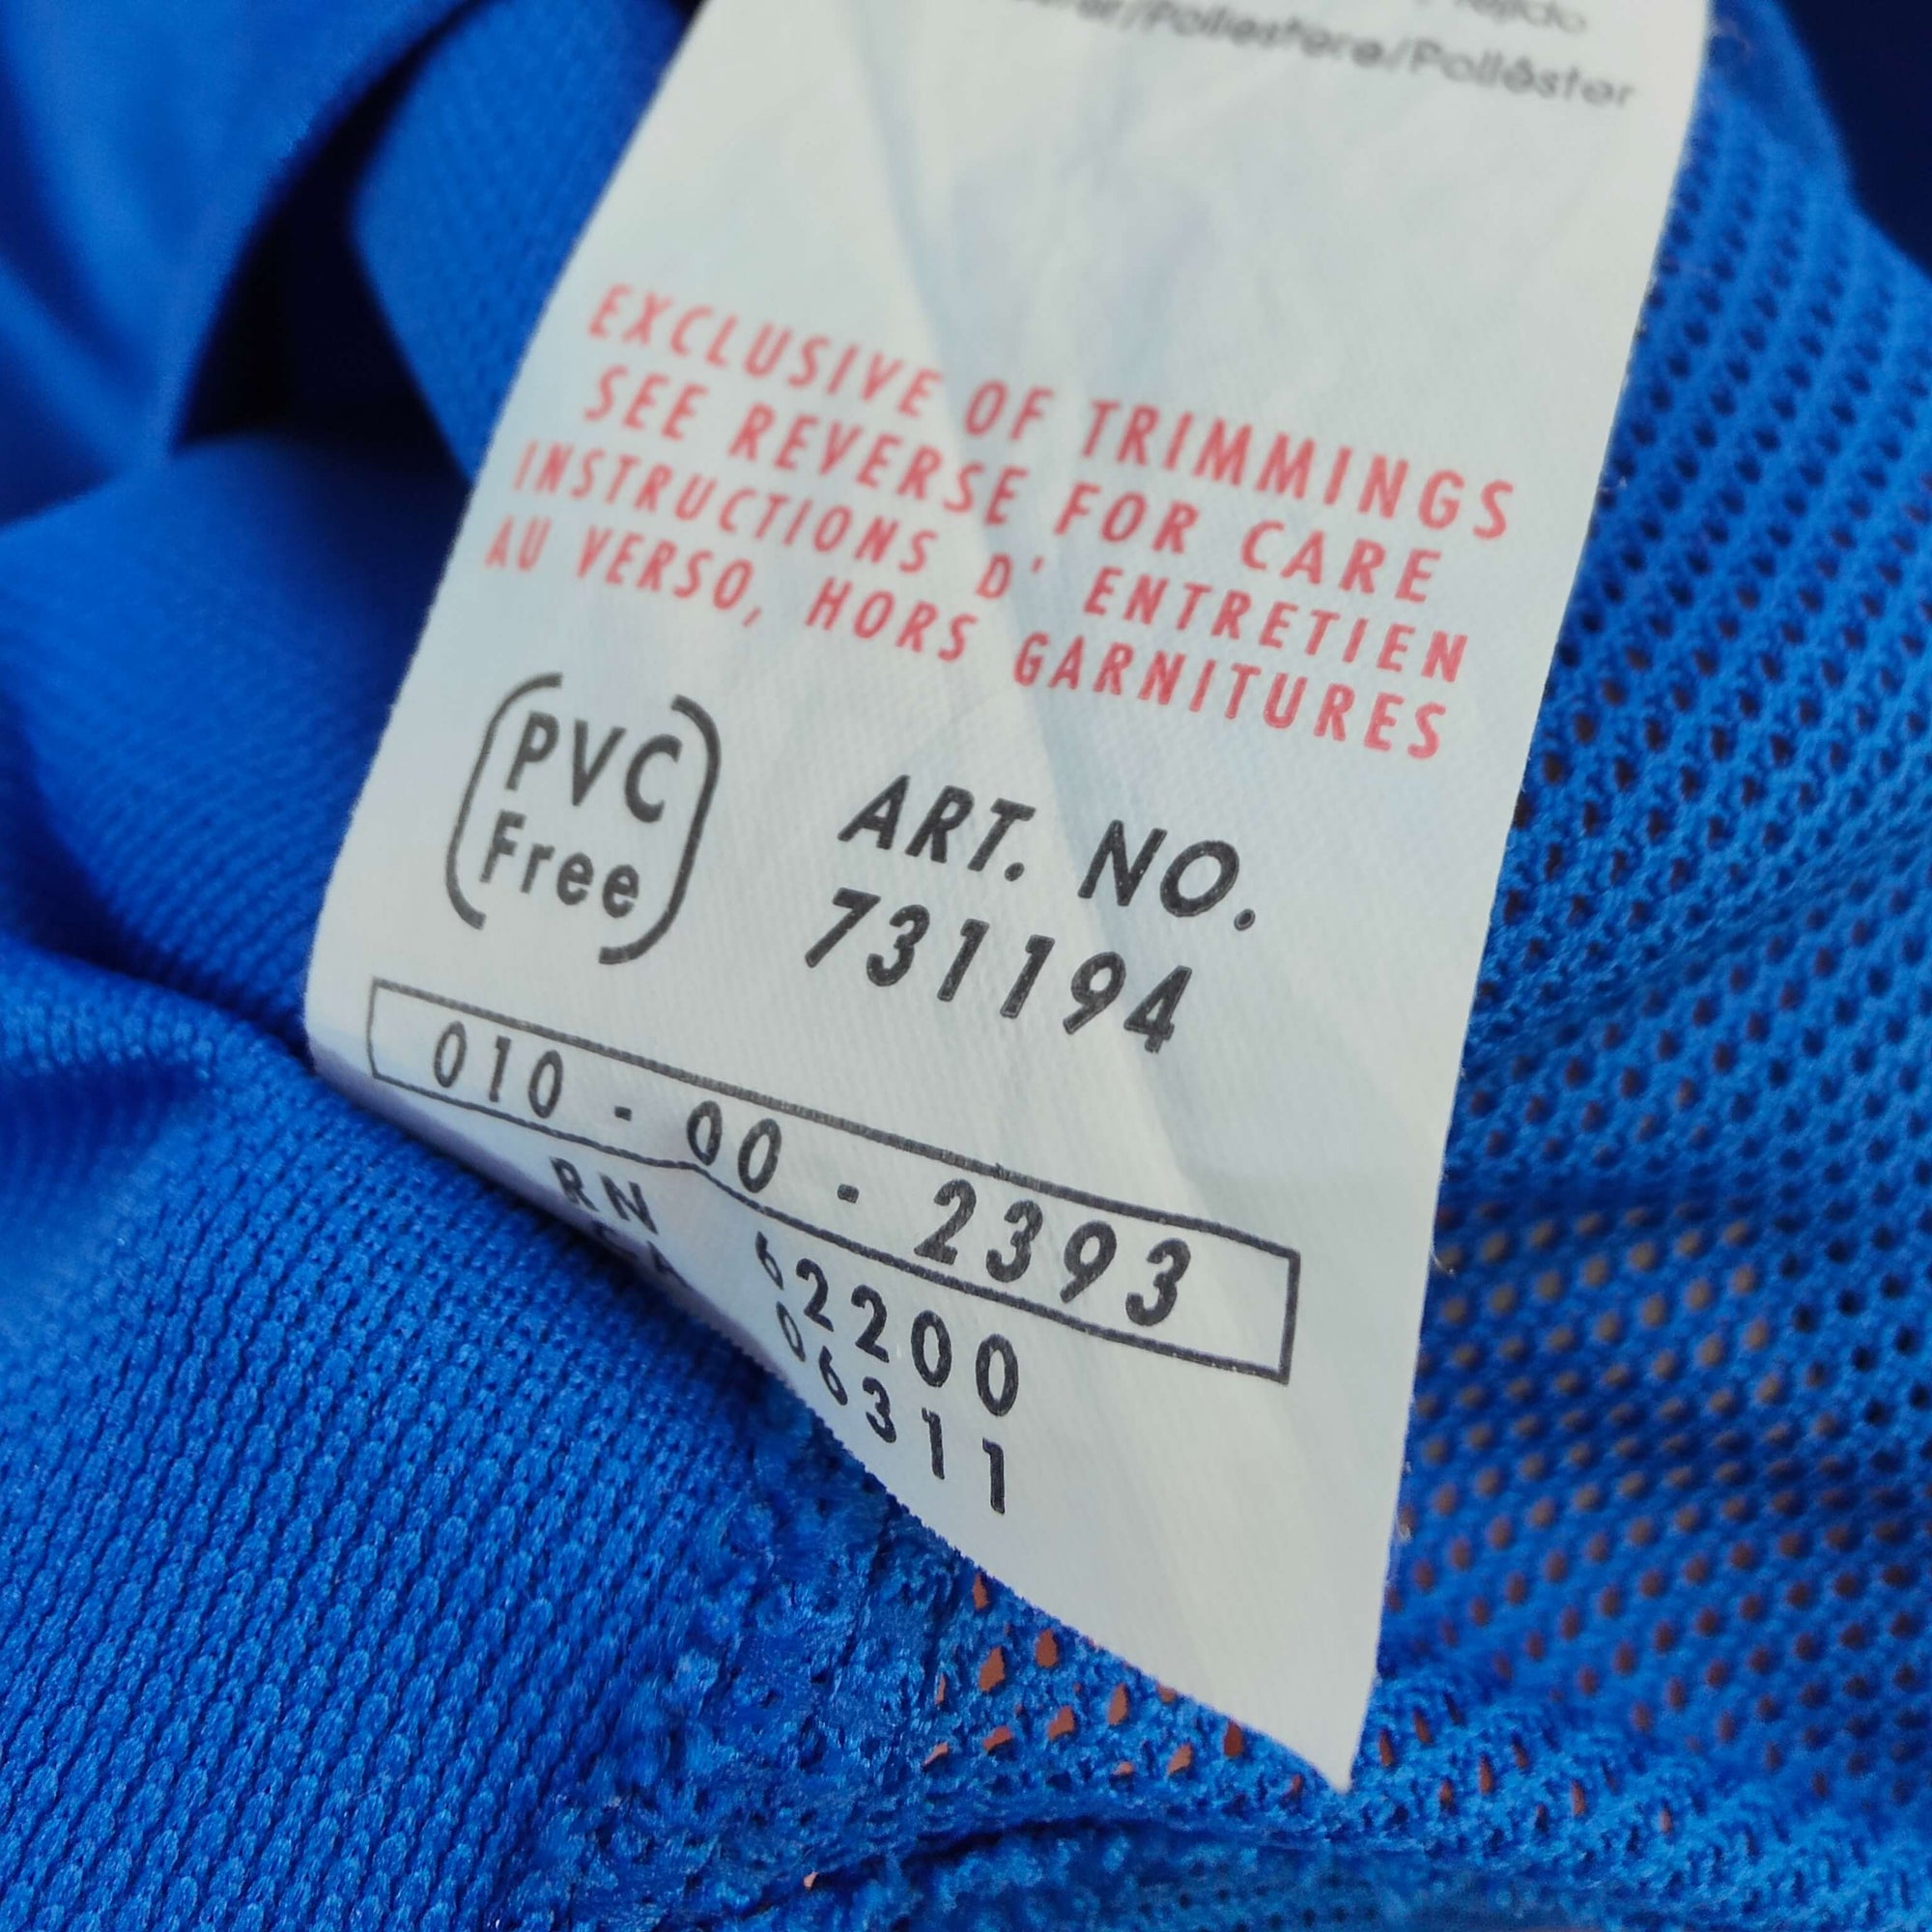 /Poliestere/Poliéster
EXCLUSIVE OF TRIMMINGS
SEE REVERSE FOR CARE
INSTRUCTIONS D' ENTRETIEN
AU VERSO, HORS GARNITURES
PVC
Free
ART. NO.
731194
010 - 00 - 2393
RN 62200
06311